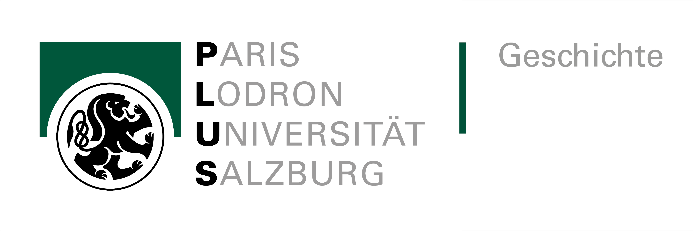 PARIS
LODRON
UNIVERSITÄT
SALZBURG
Geschichte